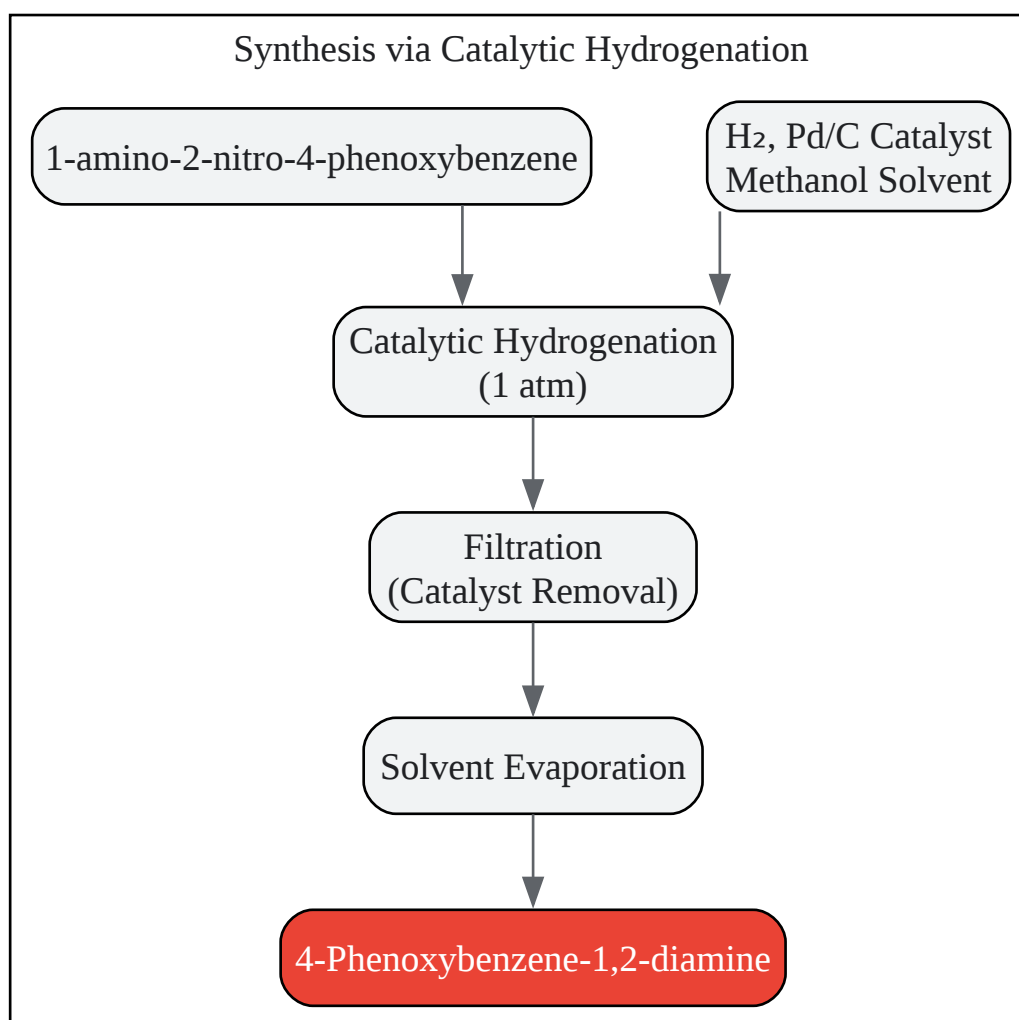 Synthesis via Catalytic Hydrogenation
1-amino-2-nitro-4-phenoxybenzene
H₂, Pd/C Catalyst
Methanol Solvent
Catalytic Hydrogenation
(1 atm)
Filtration
(Catalyst Removal)
Solvent Evaporation
4-Phenoxybenzene-1,2-diamine